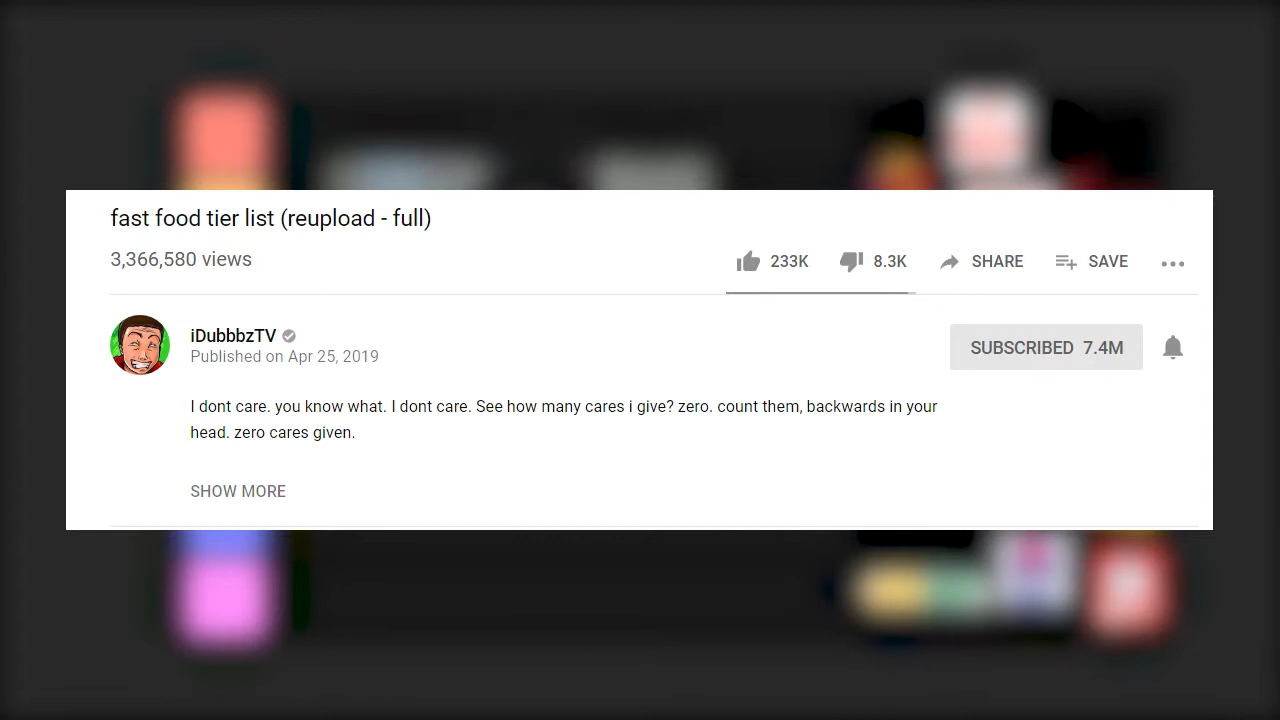 fast food tier list (reupload - full)
3,366,580 views
233K 8.3K SHARE SAVE
iDubbbzTV
Published on Apr 25, 2019
SUBSCRIBED 7.4M
I dont care. you know what. I dont care. See how many cares i give? zero. count them, backwards in your
head. zero cares given.
SHOW MORE